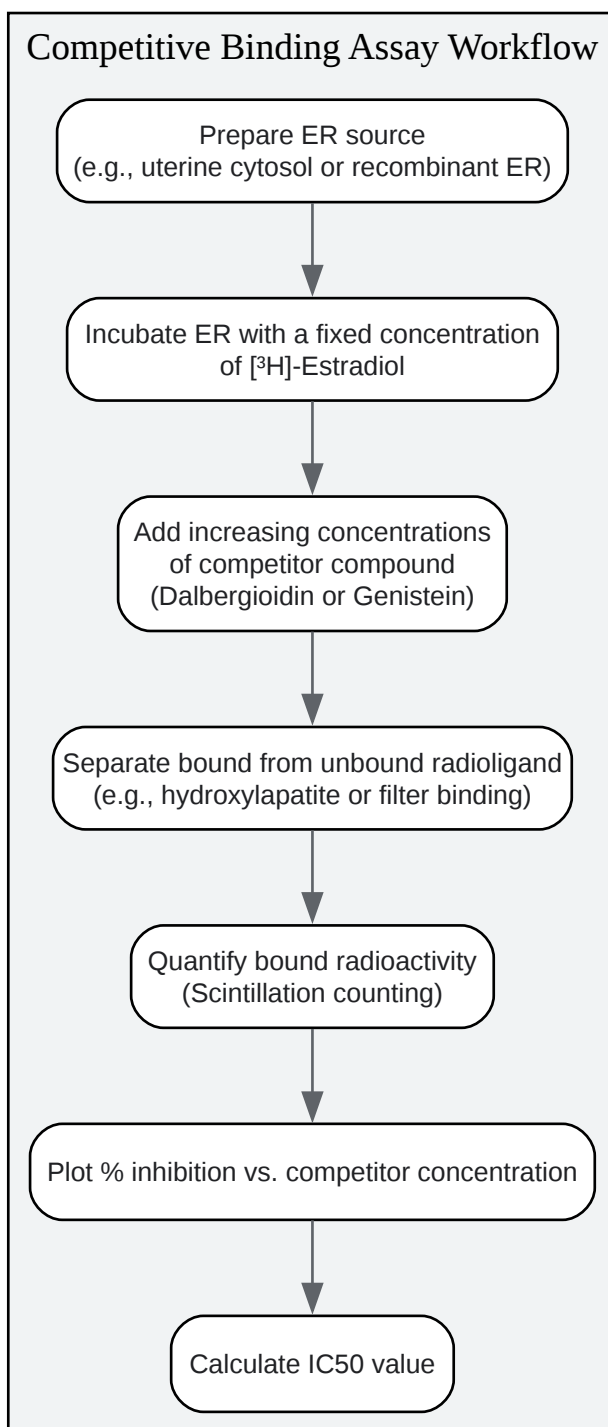 Competitive Binding Assay Workflow
Prepare ER source
(e.g., uterine cytosol or recombinant ER)
Incubate ER with a fixed concentration
of [³H]-Estradiol
Add increasing concentrations
of competitor compound
(Dalbergioidin or Genistein)
Separate bound from unbound radioligand
(e.g., hydroxylapatite or filter binding)
Quantify bound radioactivity
(Scintillation counting)
Plot % inhibition vs. competitor concentration
Calculate IC50 value